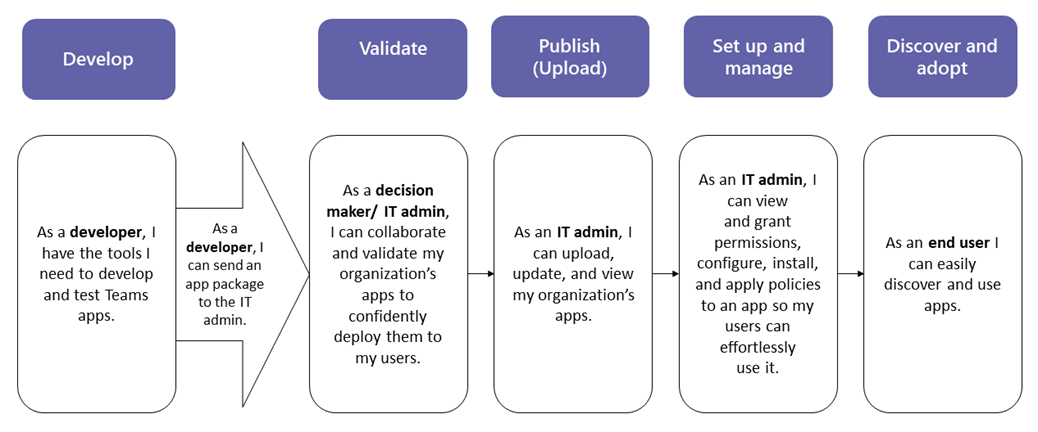 Develop
Validate
Publish
(Upload)
Set up and
manage
Discover and
adopt
As a developer, I
have the tools I
need to develop
and test Teams
apps.
As a
developer, I
can send an
app package
to the IT
admin.
As a decision
maker/ IT admin,
I can collaborate
and validate my
organization’s
apps to
confidently
deploy them to
my users.
As an IT admin, I
can upload,
update, and view
my organization’s
apps.
As an IT admin, I
can view
and grant
permissions,
configure, install,
and apply policies
to an app so my
users can
effortlessly
use it.
As an end user I
can easily
discover and use
apps.